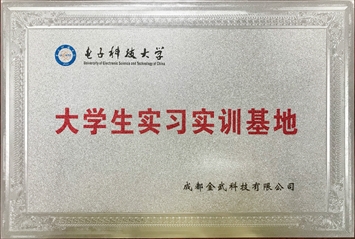 电子科技大学
University of Electronic Science and Technology of China
大学生实习实训基地
成都金武科技有限公司